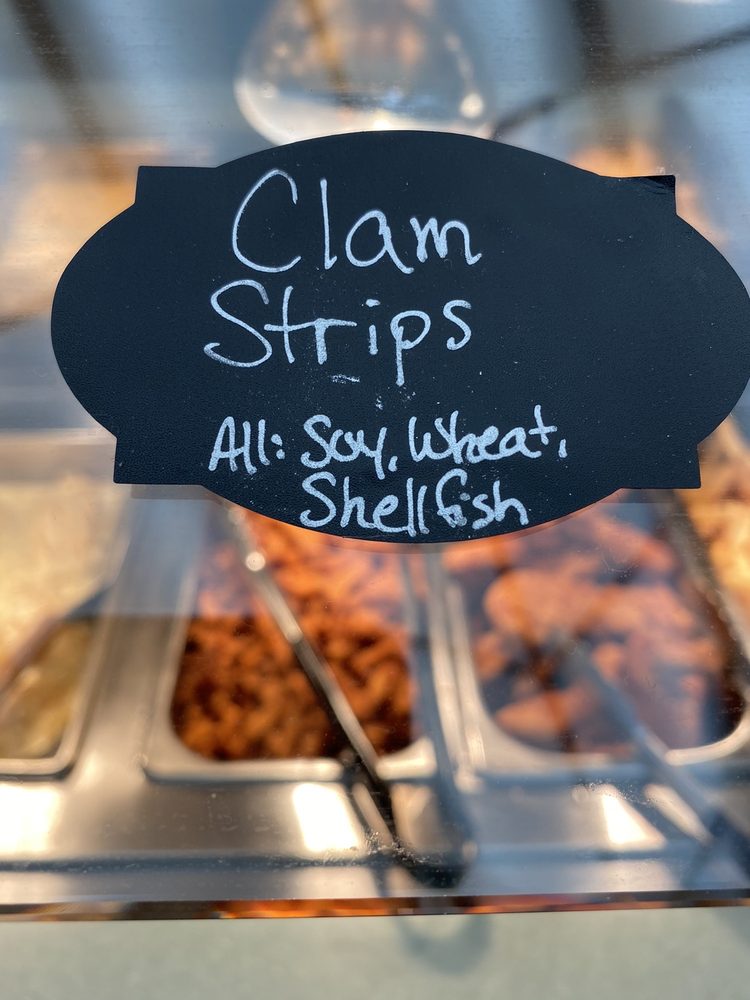 Clam
Strips
All: Soy, Wheat,
Shellfish